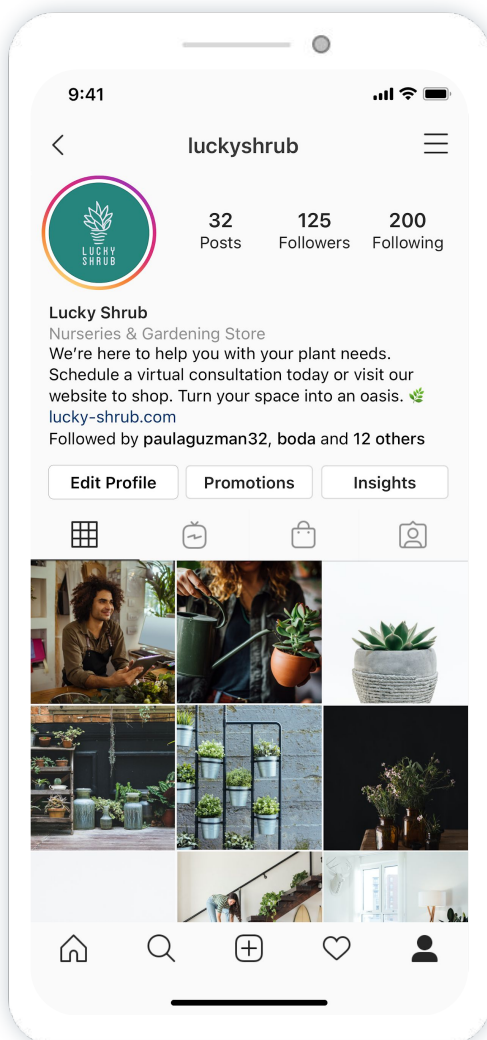 9:41
luckyshrub
32 125 200
Posts Followers Following
LUCKY
SHRUB
Lucky Shrub
Nurseries & Gardening Store
We’re here to help you with your plant needs.
Schedule a virtual consultation today or visit our
website to shop. Turn your space into an oasis. 🌿
lucky-shrub.com
Followed by paulaguzman32, boda and 12 others
Edit Profile Promotions Insights